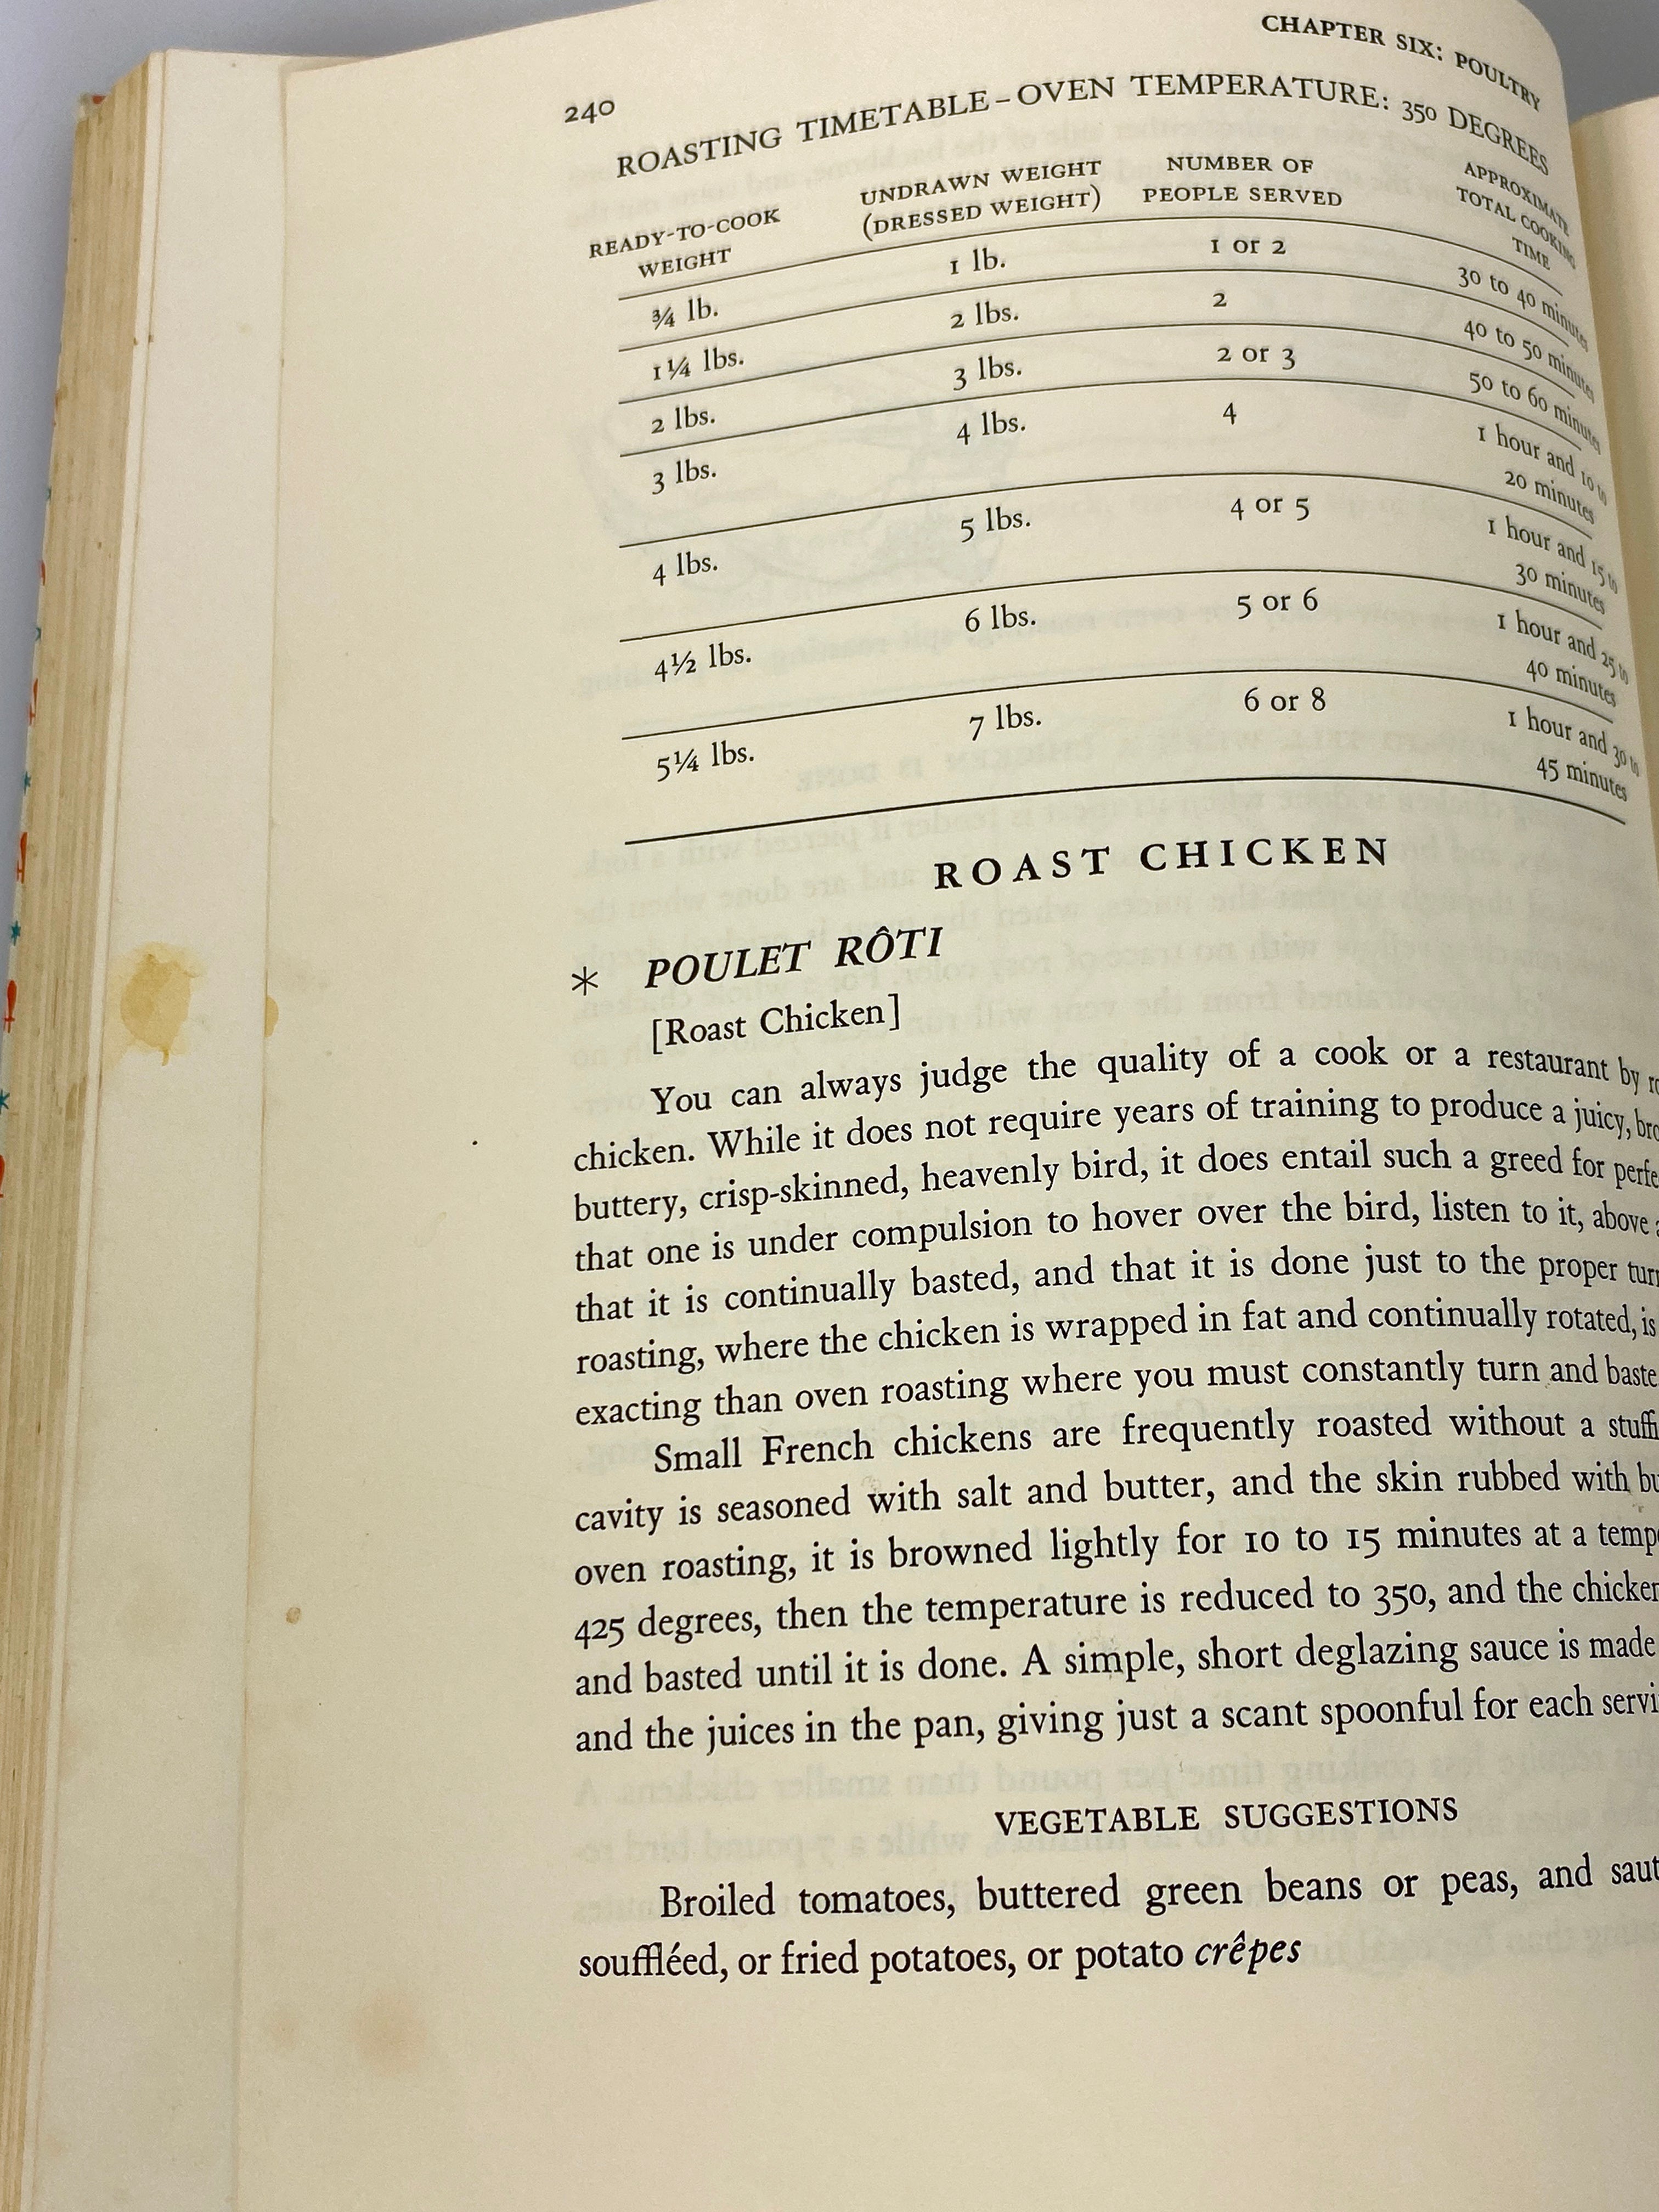 240
CHAPTER SIX: POULTRY
ROASTING TIMETABLE – OVEN TEMPERATURE: 350 DEGREES
READY-TO-COOK
WEIGHT
UNDRAWN WEIGHT
(DRESSED WEIGHT)
NUMBER OF
PEOPLE SERVED
APPROXIMATE
TOTAL COOKING
TIME
¾ lb. 1 lb. 1 or 2 30 to 40 minutes
1¼ lbs. 2 lbs. 2 40 to 50 minutes
2 lbs. 3 lbs. 2 or 3 50 to 60 minutes
3 lbs. 4 lbs. 4 1 hour and 10 to
20 minutes
4 lbs. 5 lbs. 4 or 5 1 hour and 15 to
30 minutes
4½ lbs. 6 lbs. 5 or 6 1 hour and 25 to
40 minutes
5¼ lbs. 7 lbs. 6 or 8 1 hour and 30 to
45 minutes
ROAST CHICKEN
* POULET RÔTI
[Roast Chicken]
You can always judge the quality of a cook or a restaurant by
chicken. While it does not require years of training to produce a juicy,
buttery, crisp-skinned, heavenly bird, it does entail such a greed for
that one is under compulsion to hover over the bird, listen to it, above
that it is continually basted, and that it is done just to the proper
roasting, where the chicken is wrapped in fat and continually rotated, is
exacting than oven roasting where you must constantly turn and baste
Small French chickens are frequently roasted without a
cavity is seasoned with salt and butter, and the skin rubbed with
oven roasting, it is browned lightly for 10 to 15 minutes at a
425 degrees, then the temperature is reduced to 350, and the
and basted until it is done. A simple, short deglazing sauce is made
and the juices in the pan, giving just a scant spoonful for each
VEGETABLE SUGGESTIONS
Broiled tomatoes, buttered green beans or peas, and
souffléed, or fried potatoes, or potato crêpes